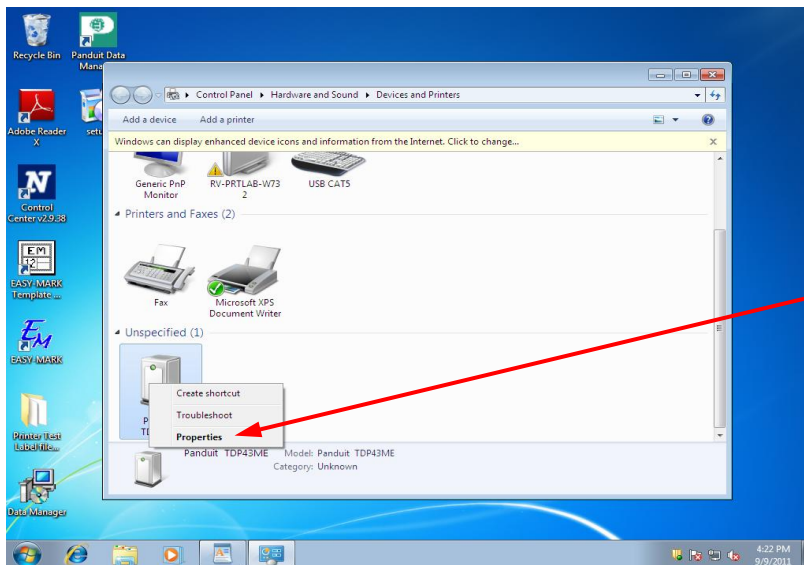 Recycle Bin
Panduit Data
Mana
Adobe Reader
X
setu
Control
Center v2.9.38
EM
12
EASY-MARK
Template ...
EM
EASY-MARK
Printer Test
Label file...
Data Manager
Control Panel
Hardware and Sound
Devices and Printers
Add a device
Add a printer
Windows can display enhanced device icons and information from the Internet. Click to change...
Generic PnP
Monitor
RV-PRTLAB-W73
2
USB CAT5
Printers and Faxes (2)
Fax
Microsoft XPS
Document Writer
Unspecified (1)
P
TI
Create shortcut
Troubleshoot
Properties
Panduit TDP43ME
Model: Panduit TDP43ME
Category: Unknown
4:22 PM
9/9/2011